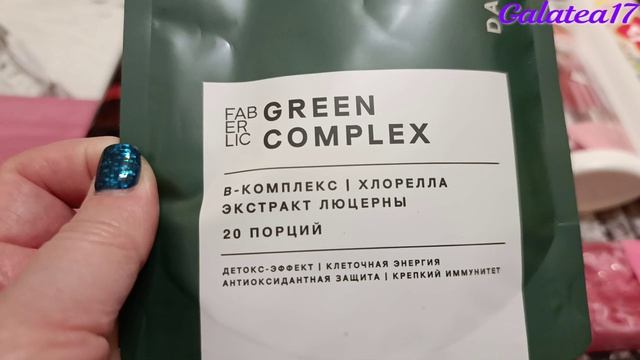 Galatea17
DA
FAB
ER
LIC
GREEN
COMPLEX
В-КОМПЛЕКС | ХЛОРЕЛЛА
ЭКСТРАКТ ЛЮЦЕРНЫ
20 ПОРЦИЙ
ДЕТОКС-ЭФФЕКТ | КЛЕТОЧНАЯ ЭНЕРГИЯ
АНТИОКСИДАНТНАЯ ЗАЩИТА | КРЕПКИЙ ИММУНИТЕТ